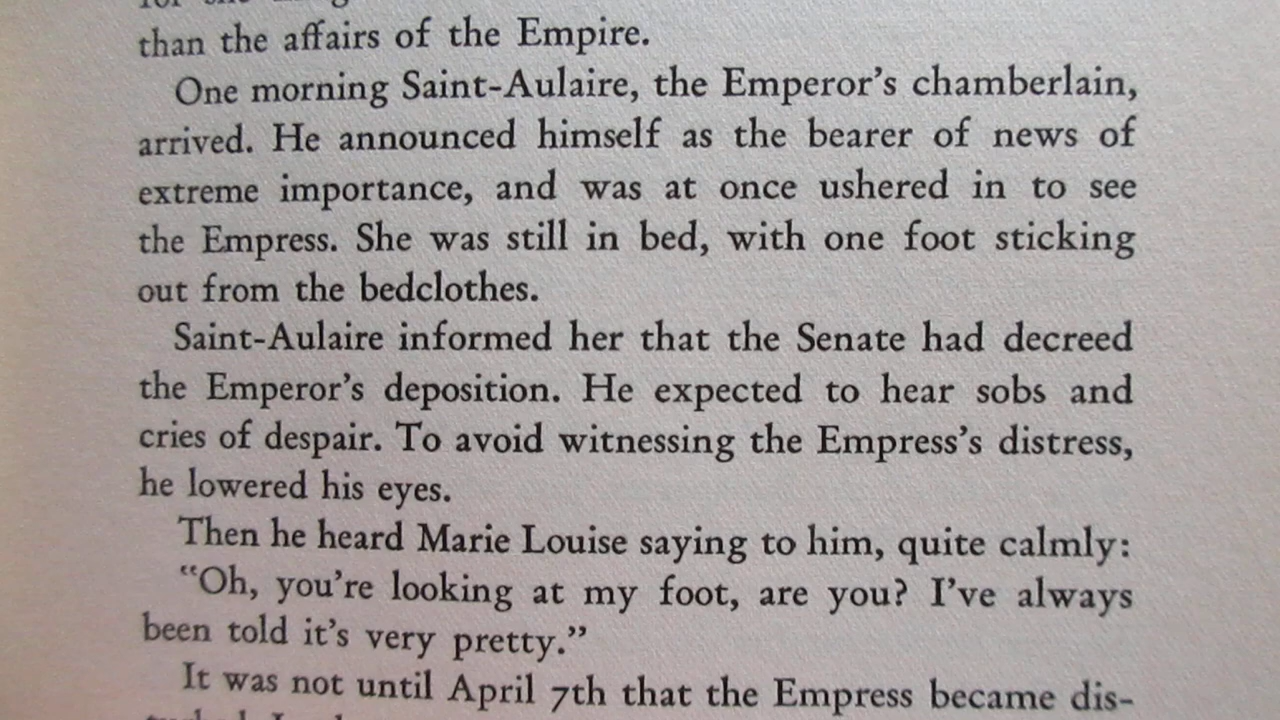 than the affairs of the Empire.
One morning Saint-Aulaire, the Emperor's chamberlain,
arrived. He announced himself as the bearer of news of
extreme importance, and was at once ushered in to see
the Empress. She was still in bed, with one foot sticking
out from the bedclothes.
Saint-Aulaire informed her that the Senate had decreed
the Emperor's deposition. He expected to hear sobs and
cries of despair. To avoid witnessing the Empress's distress,
he lowered his eyes.
Then he heard Marie Louise saying to him, quite calmly:
"Oh, you're looking at my foot, are you? I've always
been told it's very pretty."
It was not until April 7th that the Empress became dis-